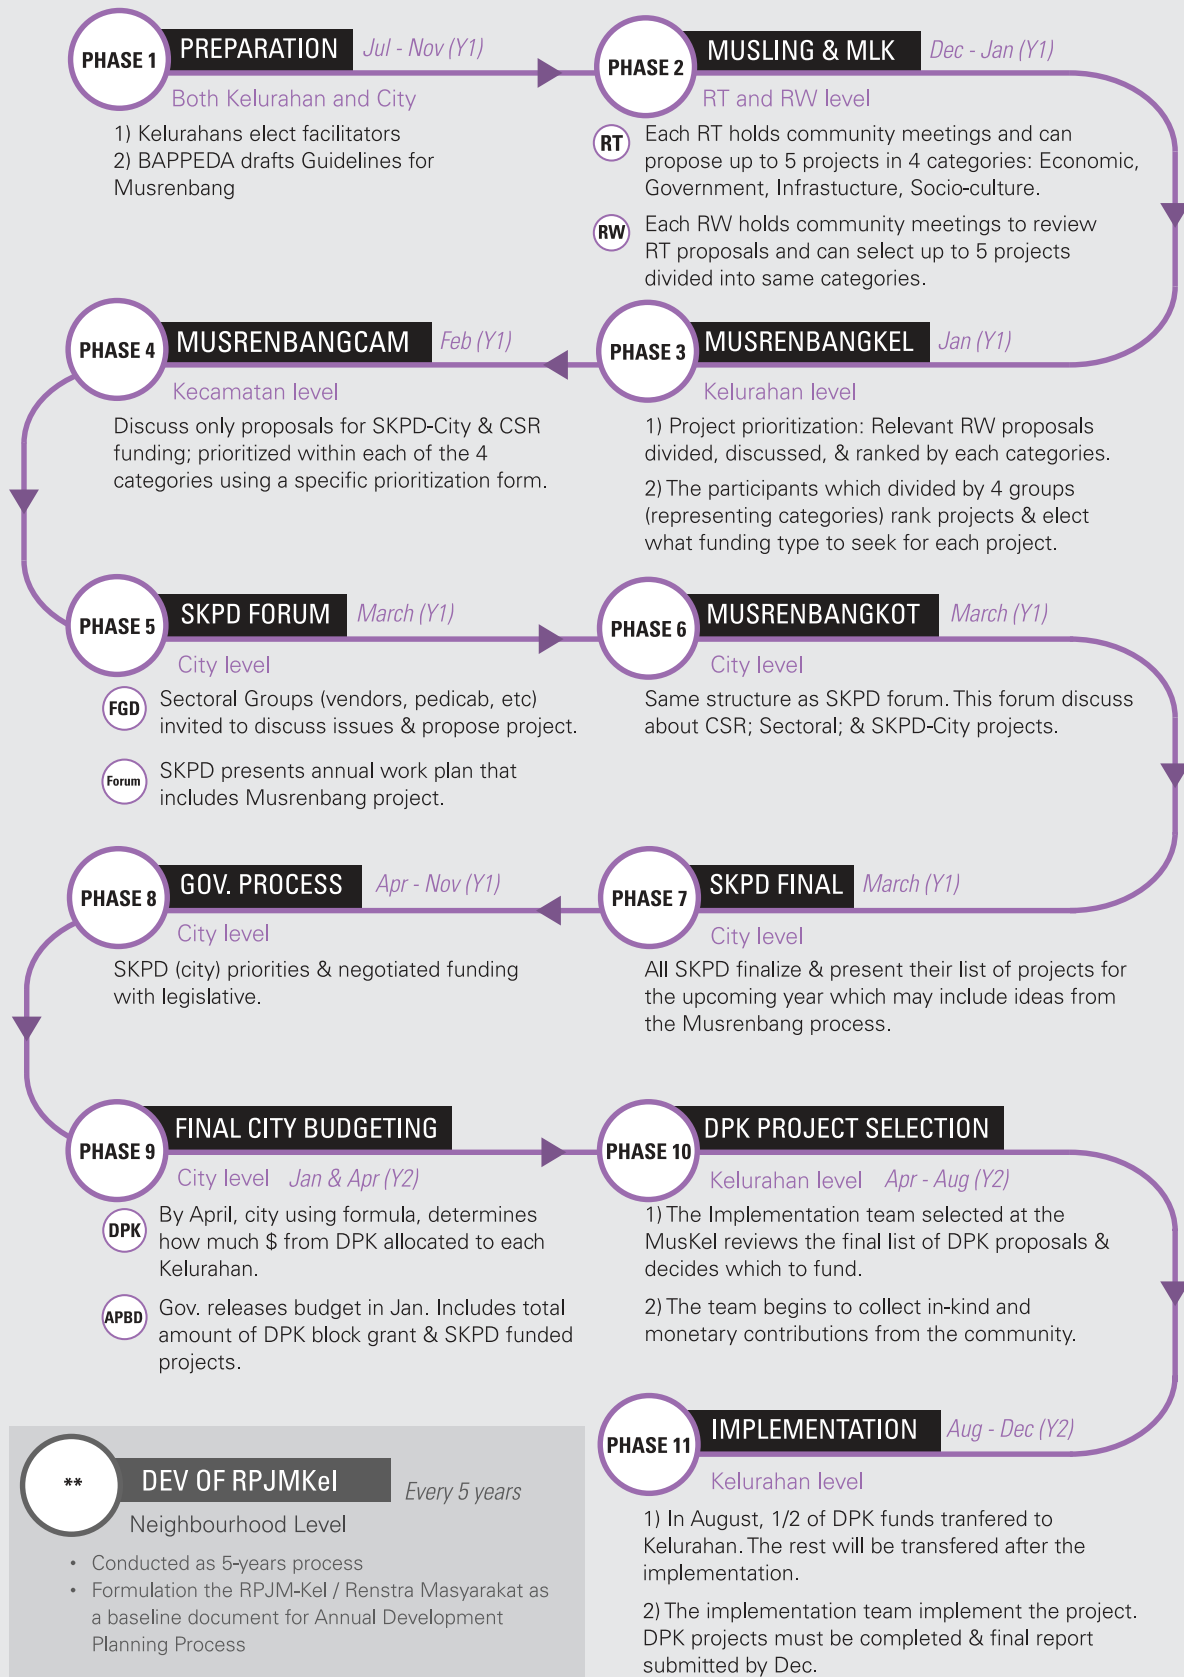 PHASE 1
PREPARATION
Jul - Nov (Y1)
Both Kelurahan and City
1) Kelurahans elect facilitators
2) BAPPEDA drafts Guidelines for
Musrenbang
PHASE 2
MUSLING & MLK
Dec - Jan (Y1)
RT and RW level
RT
Each RT holds community meetings and can
propose up to 5 projects in 4 categories: Economic,
Government, Infrastucture, Socio-culture.
RW
Each RW holds community meetings to review
RT proposals and can select up to 5 projects
divided into same categories.
PHASE 3
MUSRENBANGKEL
Jan (Y1)
Kelurahan level
1) Project prioritization: Relevant RW proposals
divided, discussed, & ranked by each categories.
2) The participants which divided by 4 groups
(representing categories) rank projects & elect
what funding type to seek for each project.
PHASE 4
MUSRENBANGCAM
Feb (Y1)
Kecamatan level
Discuss only proposals for SKPD-City & CSR
funding; prioritized within each of the 4
categories using a specific prioritization form.
PHASE 5
SKPD FORUM
March (Y1)
City level
FGD
Sectoral Groups (vendors, pedicab, etc)
invited to discuss issues & propose project.
Forum
SKPD presents annual work plan that
includes Musrenbang project.
PHASE 6
MUSRENBANGKOT
March (Y1)
City level
Same structure as SKPD forum. This forum discuss
about CSR; Sectoral; & SKPD-City projects.
PHASE 7
SKPD FINAL
March (Y1)
City level
All SKPD finalize & present their list of projects for
the upcoming year which may include ideas from
the Musrenbang process.
PHASE 8
GOV. PROCESS
Apr - Nov (Y1)
City level
SKPD (city) priorities & negotiated funding
with legislative.
PHASE 9
FINAL CITY BUDGETING
City level
Jan & Apr (Y2)
DPK
By April, city using formula, determines
how much $ from DPK allocated to each
Kelurahan.
APBD
Gov. releases budget in Jan. Includes total
amount of DPK block grant & SKPD funded
projects.
PHASE 10
DPK PROJECT SELECTION
Kelurahan level
Apr - Aug (Y2)
1) The Implementation team selected at the
MusKel reviews the final list of DPK proposals &
decides which to fund.
2) The team begins to collect in-kind and
monetary contributions from the community.
PHASE 11
IMPLEMENTATION
Aug - Dec (Y2)
Kelurahan level
1) In August, 1/2 of DPK funds tranfered to
Kelurahan. The rest will be transfered after the
implementation.
2) The implementation team implement the project.
DPK projects must be completed & final report
submitted by Dec.
**
DEV OF RPJMKel
Every 5 years
Neighbourhood Level
• Conducted as 5-years process
• Formulation the RPJM-Kel / Renstra Masyarakat as
a baseline document for Annual Development
Planning Process